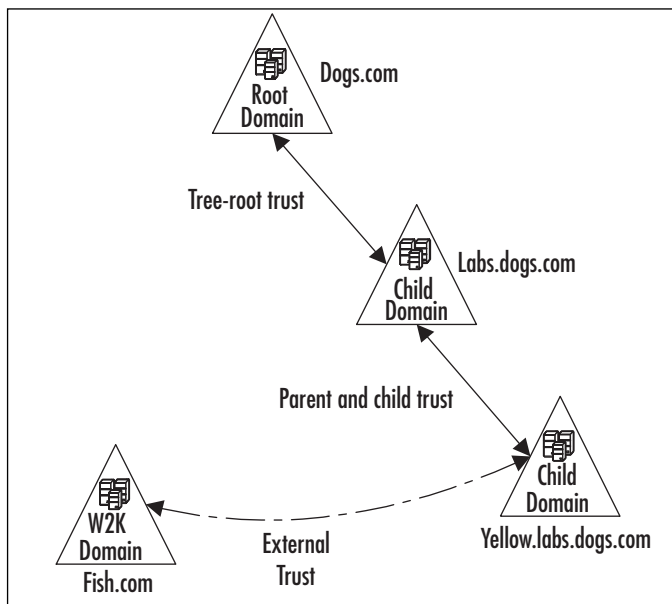 Dogs.com
Root
Domain
Tree-root trust
Labs.dogs.com
Child
Domain
Parent and child trust
Child
Domain
Yellow.labs.dogs.com
W2K
Domain
Fish.com
External
Trust